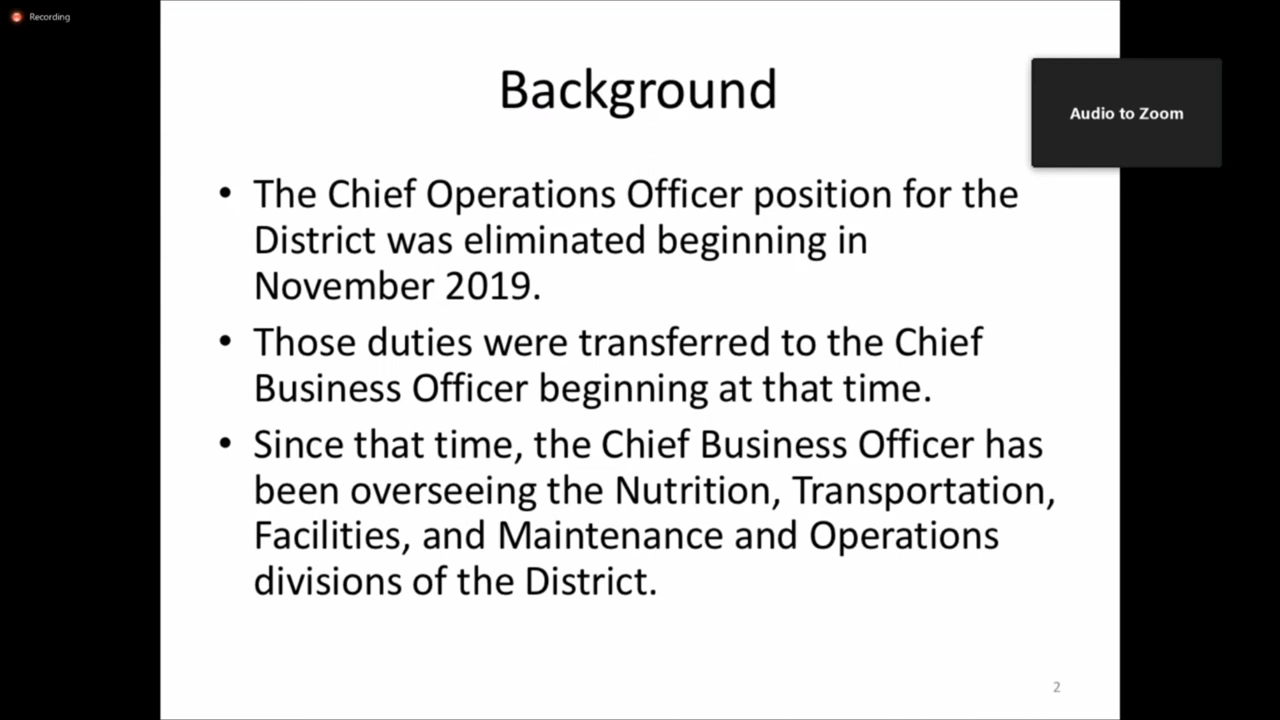 Recording
Background
Audio to Zoom
• The Chief Operations Officer position for the
District was eliminated beginning in
November 2019.
• Those duties were transferred to the Chief
Business Officer beginning at that time.
• Since that time, the Chief Business Officer has
been overseeing the Nutrition, Transportation,
Facilities, and Maintenance and Operations
divisions of the District.
2